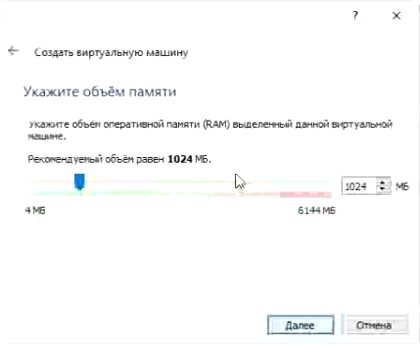 Создать виртуальную машину
Укажите объём памяти
Укажите объём оперативной памяти (RAM) выделенный данной виртуальной
машине.
Рекомендуемый объём равен 1024 МБ.
1024 МБ
4 МБ 6144 МБ
Далее Отмена